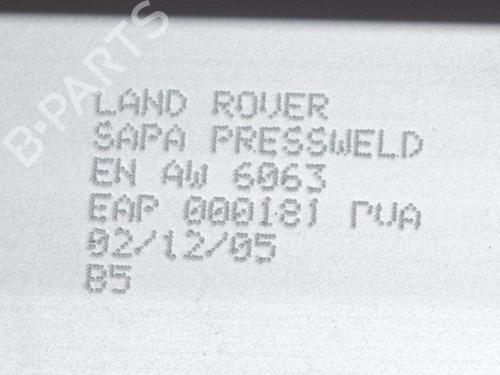 B-PARTS
LAND ROVER
SAPA PRESSWELD
EN AW 6063
EAP 000181 PVA
02/12/05
B5